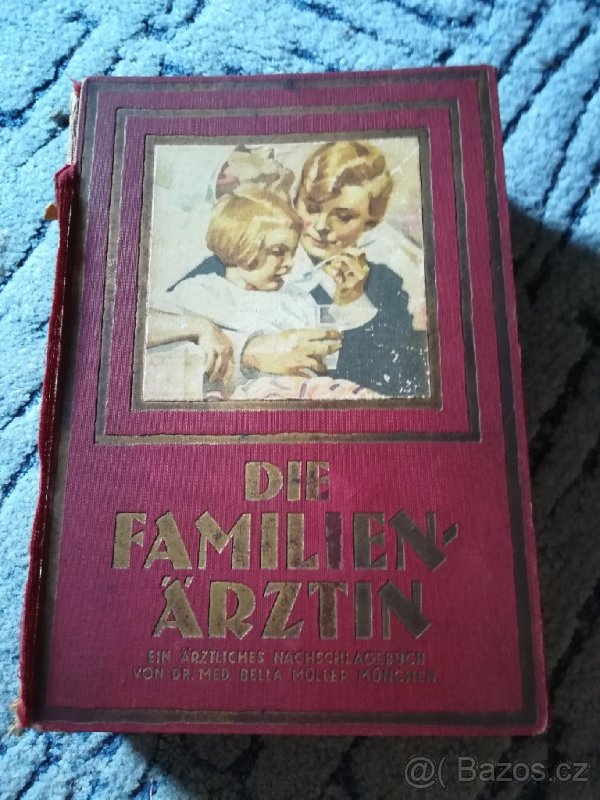 DIE
FAMILIEN-
ÄRZTIN
EIN ÄRZTLICHES NACHSCHLAGEBUCH
VON DR. MED. BELLA MÜLLER MÜNCHEN
@ Bazos.cz